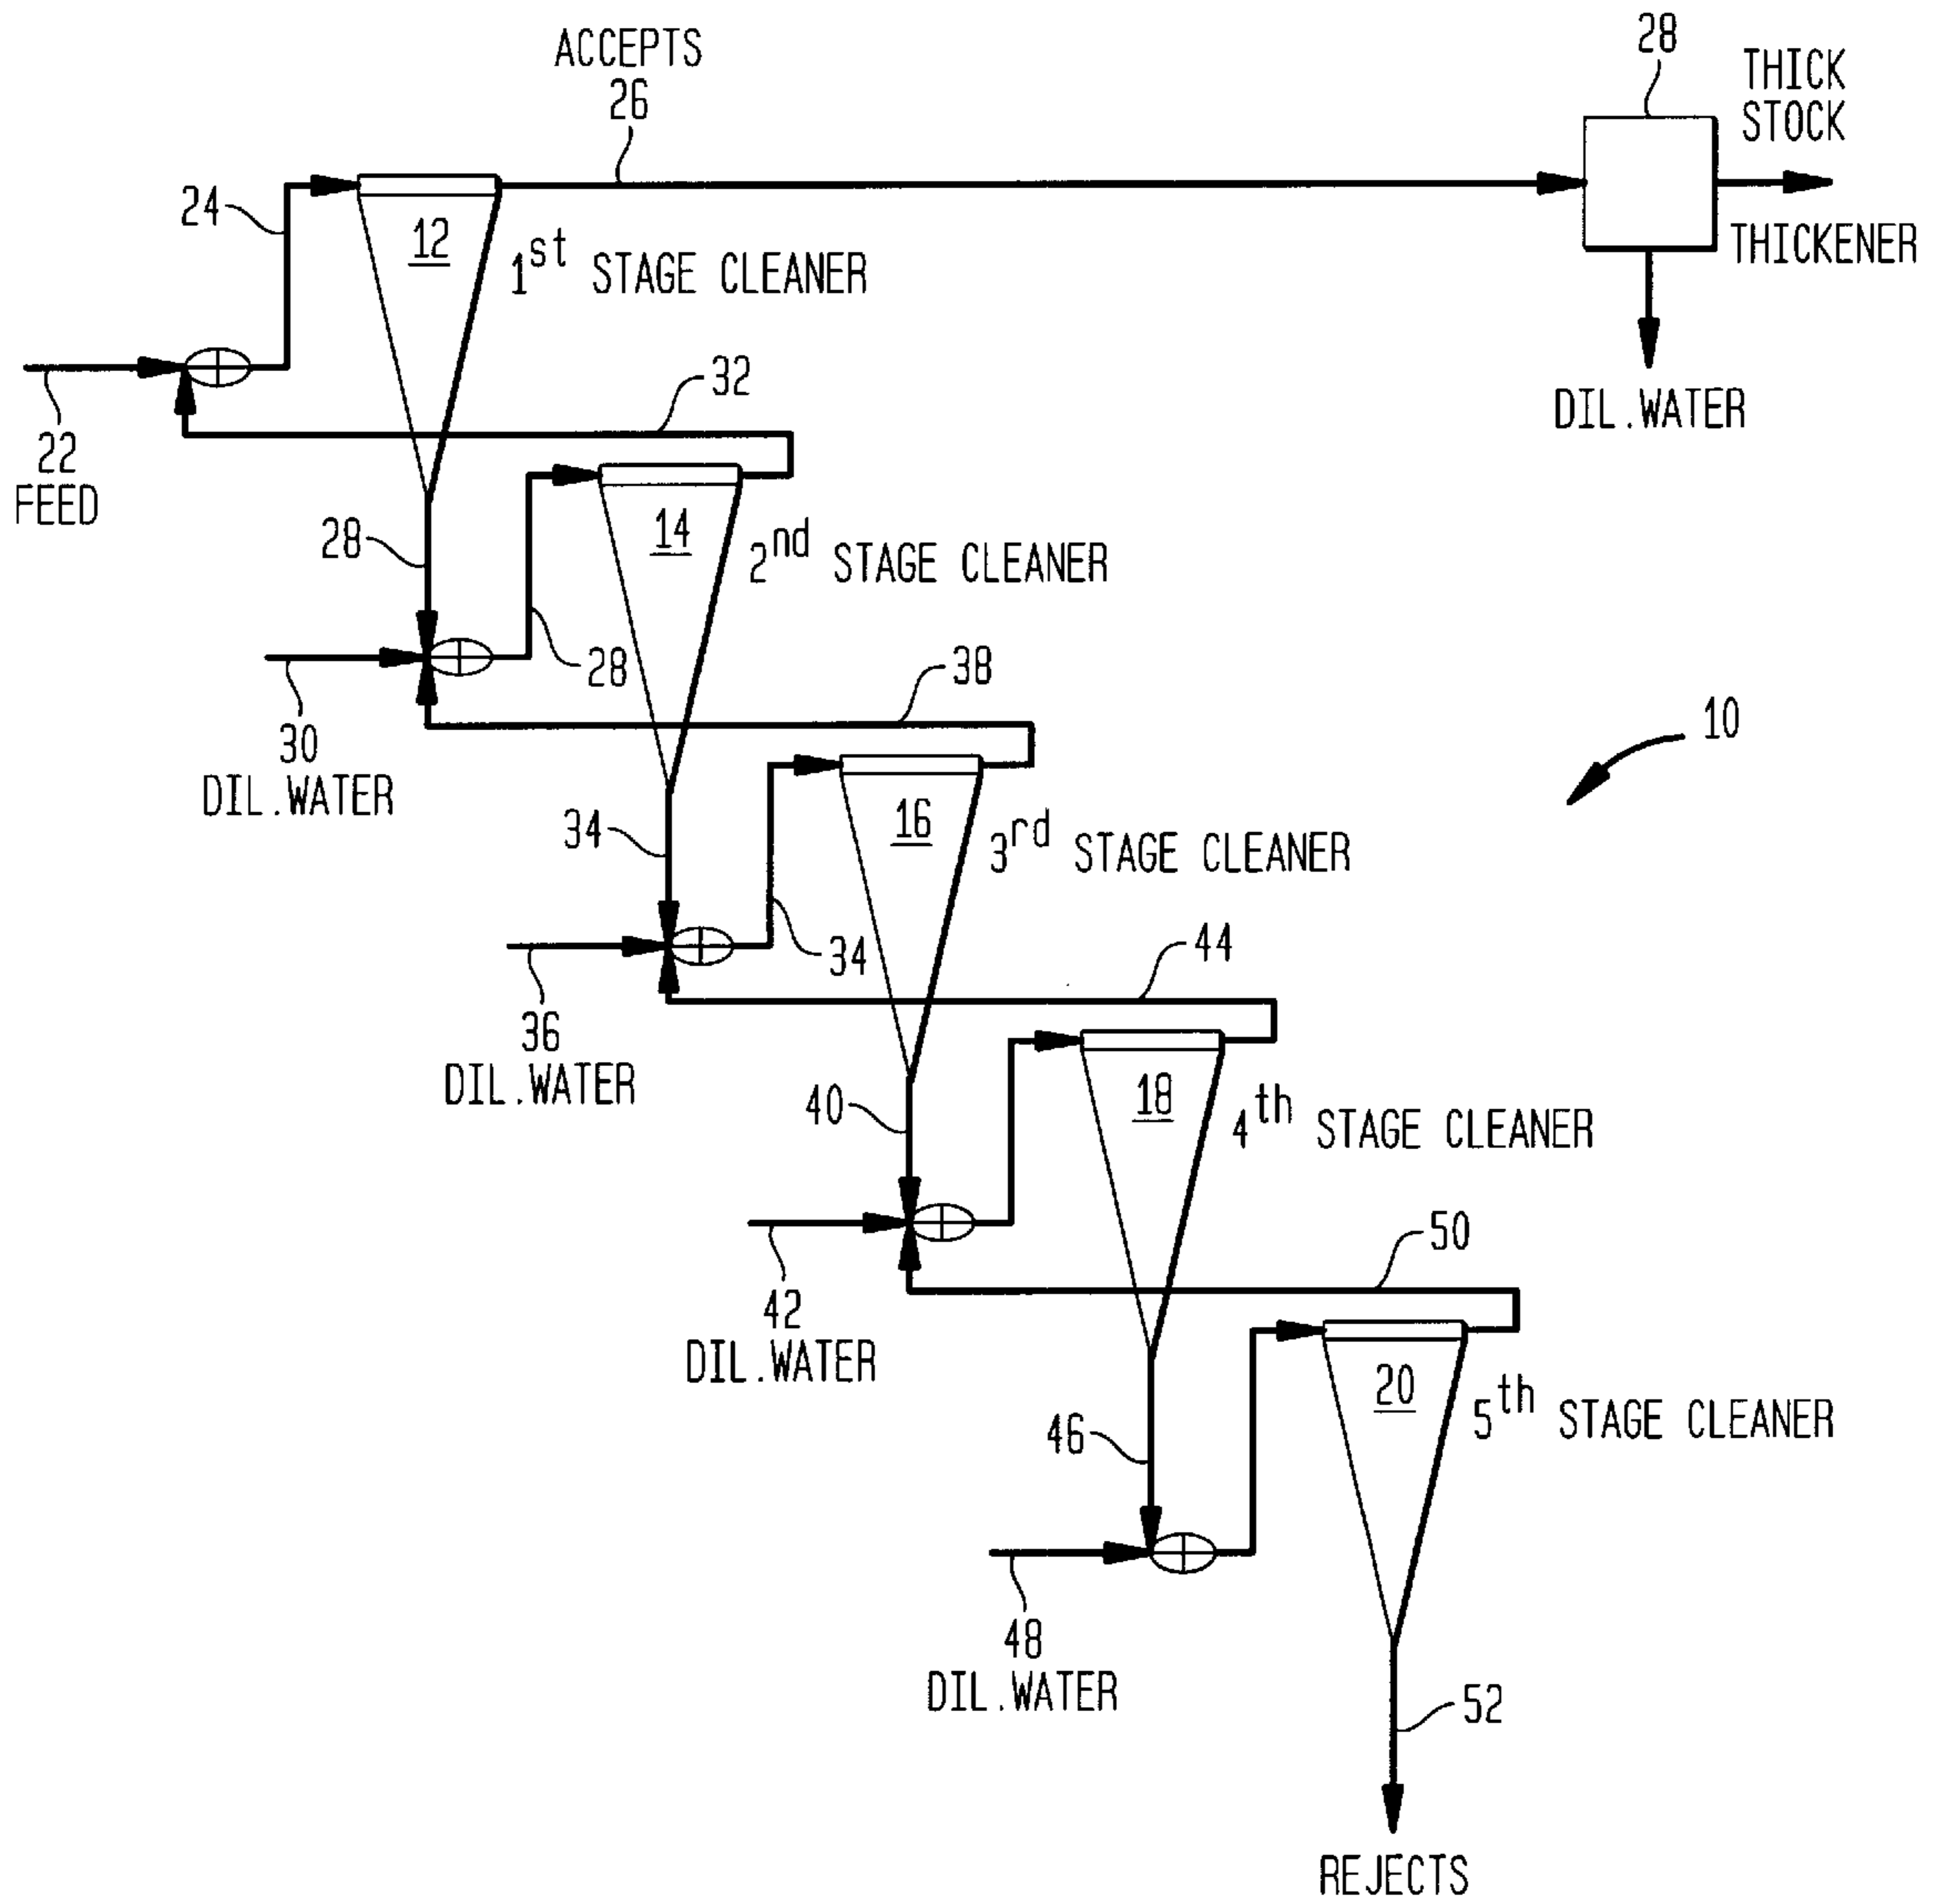 ACCEPTS
26
28
THICK
STOCK
24
12
1st STAGE CLEANER
THICKENER
32
DIL.WATER
22
FEED
28
14
2nd STAGE CLEANER
28
38
30
DIL.WATER
10
34
16
3rd STAGE CLEANER
34
44
36
DIL.WATER
40
18
4th STAGE CLEANER
50
42
DIL.WATER
20
5th STAGE CLEANER
46
48
DIL.WATER
52
REJECTS